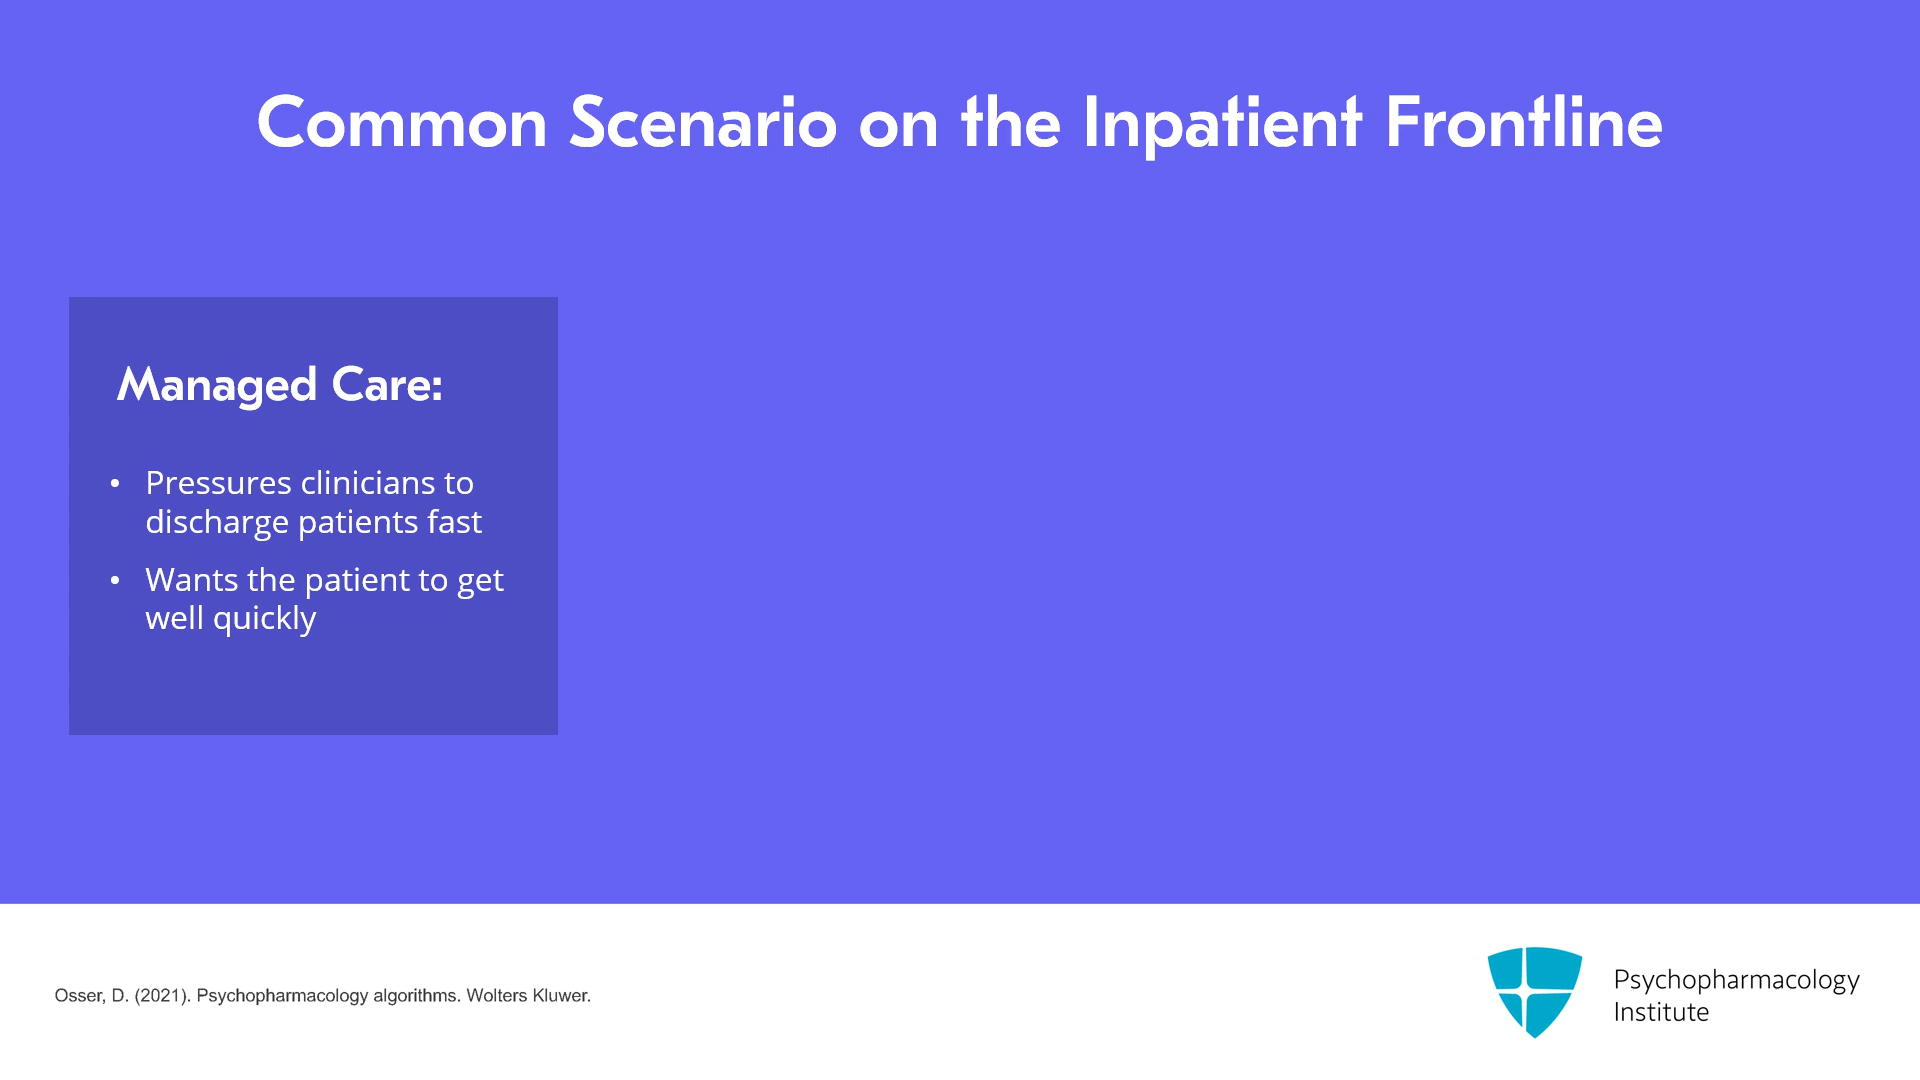 Common Scenario on the Inpatient Frontline
Managed Care:
• Pressures clinicians to
discharge patients fast
• Wants the patient to get
well quickly
Osser, D. (2021). Psychopharmacology algorithms. Wolters Kluwer.
Psychopharmacology
Institute